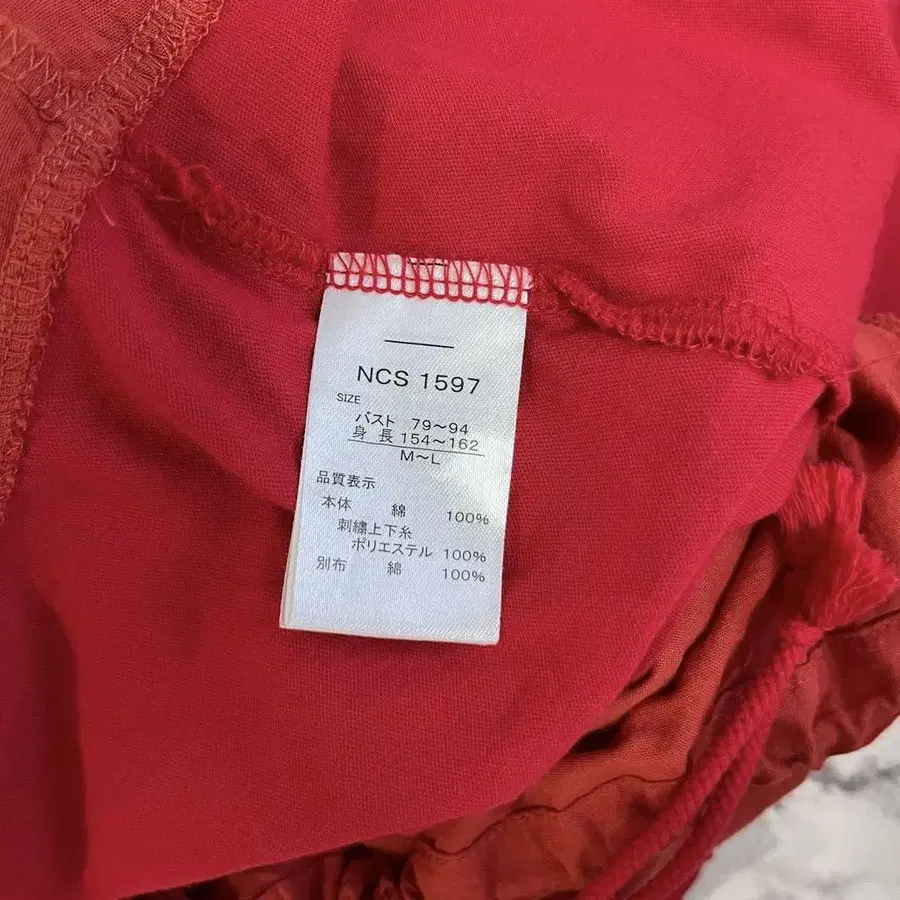 NCS 1597
SIZE
バスト 79～94
身長 154～162
M～L
品質表示
本体 綿 100%
刺繍上下糸
ポリエステル 100%
別布 綿 100%